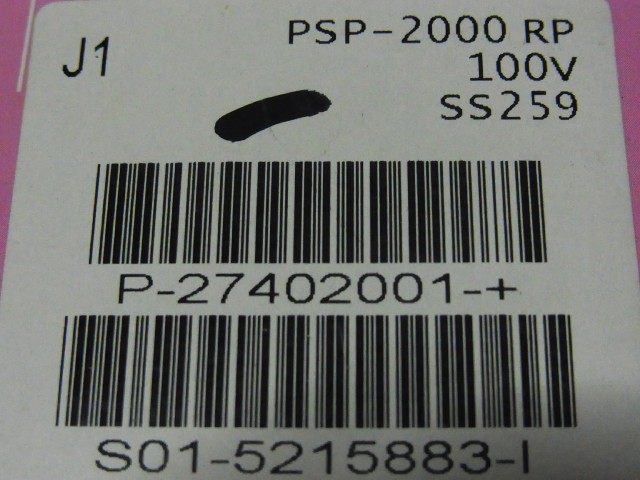 J1
PSP-2000 RP
100V
SS259
P-27402001-+
S01-5215883-I